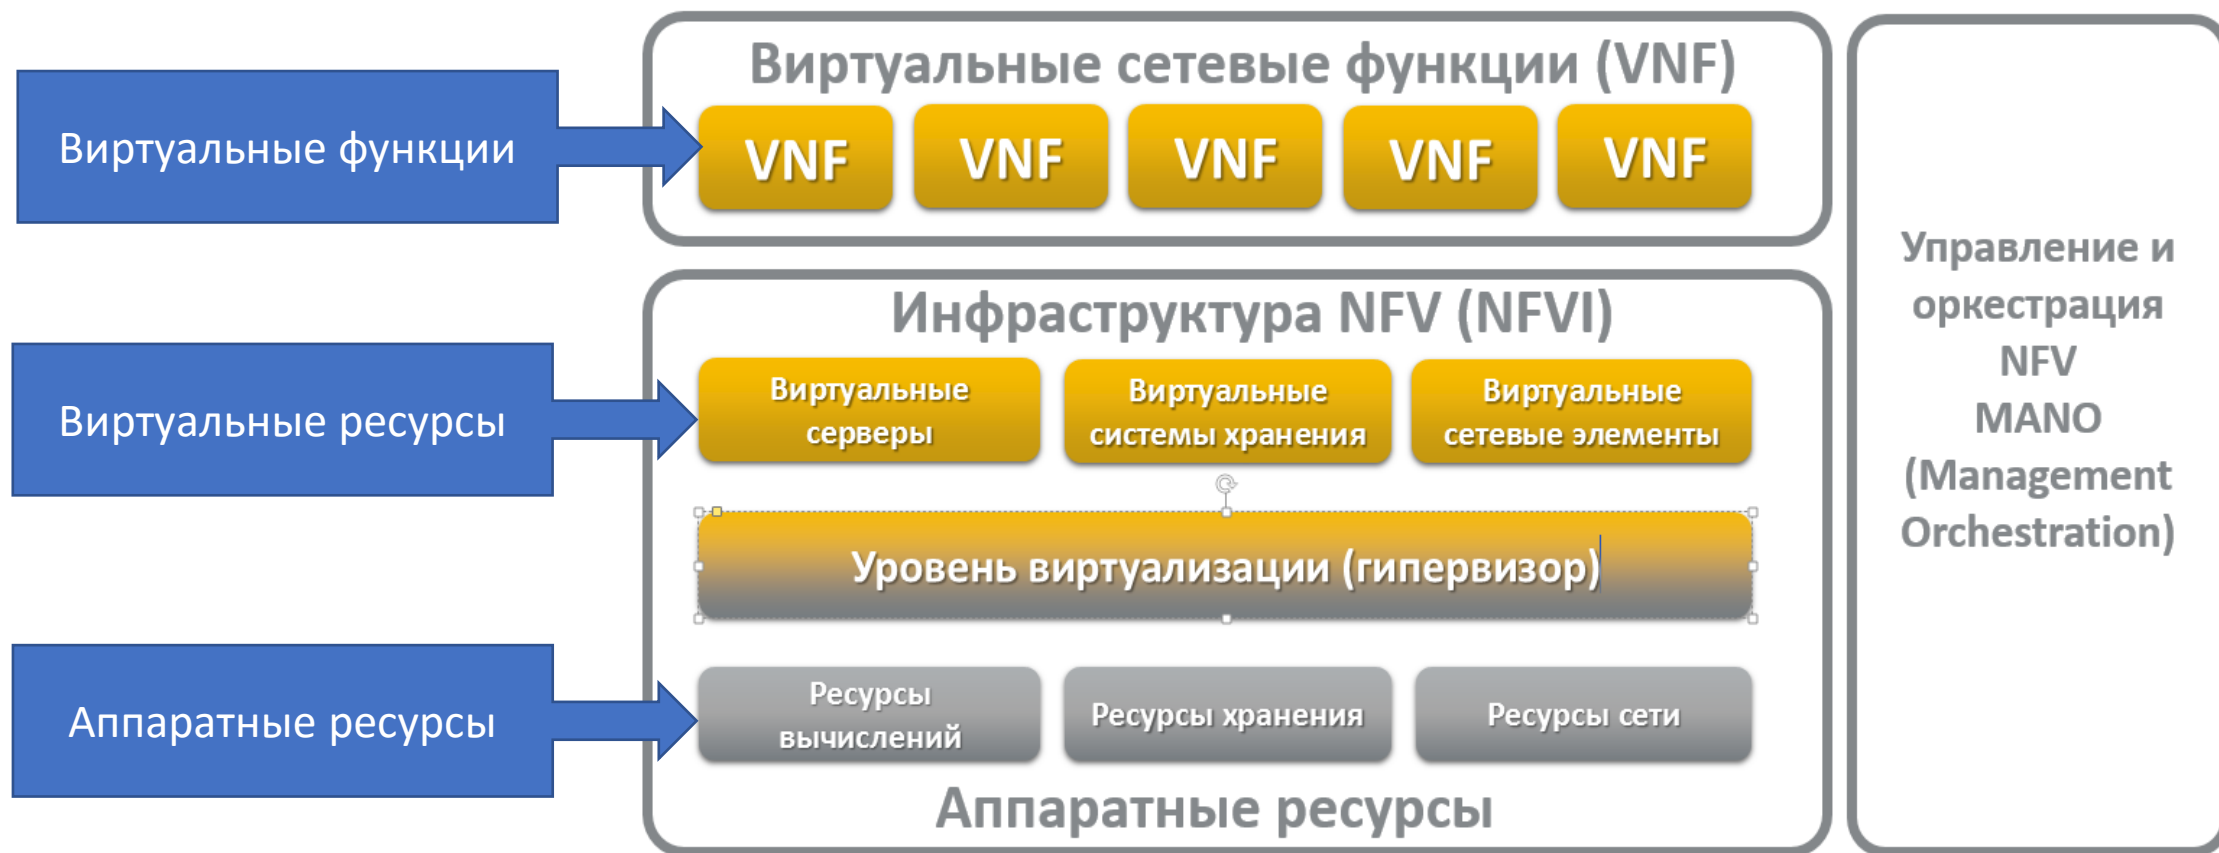 Виртуальные сетевые функции (VNF)
Виртуальные функции
VNF
VNF
VNF
VNF
VNF
Инфраструктура NFV (NFVI)
Виртуальные ресурсы
Виртуальные
серверы
Виртуальные
системы хранения
Виртуальные
сетевые элементы
Уровень виртуализации (гипервизор)
Аппаратные ресурсы
Ресурсы
вычислений
Ресурсы хранения
Ресурсы сети
Аппаратные ресурсы
Управление и
оркестрация
NFV
MANO
(Management
Orchestration)